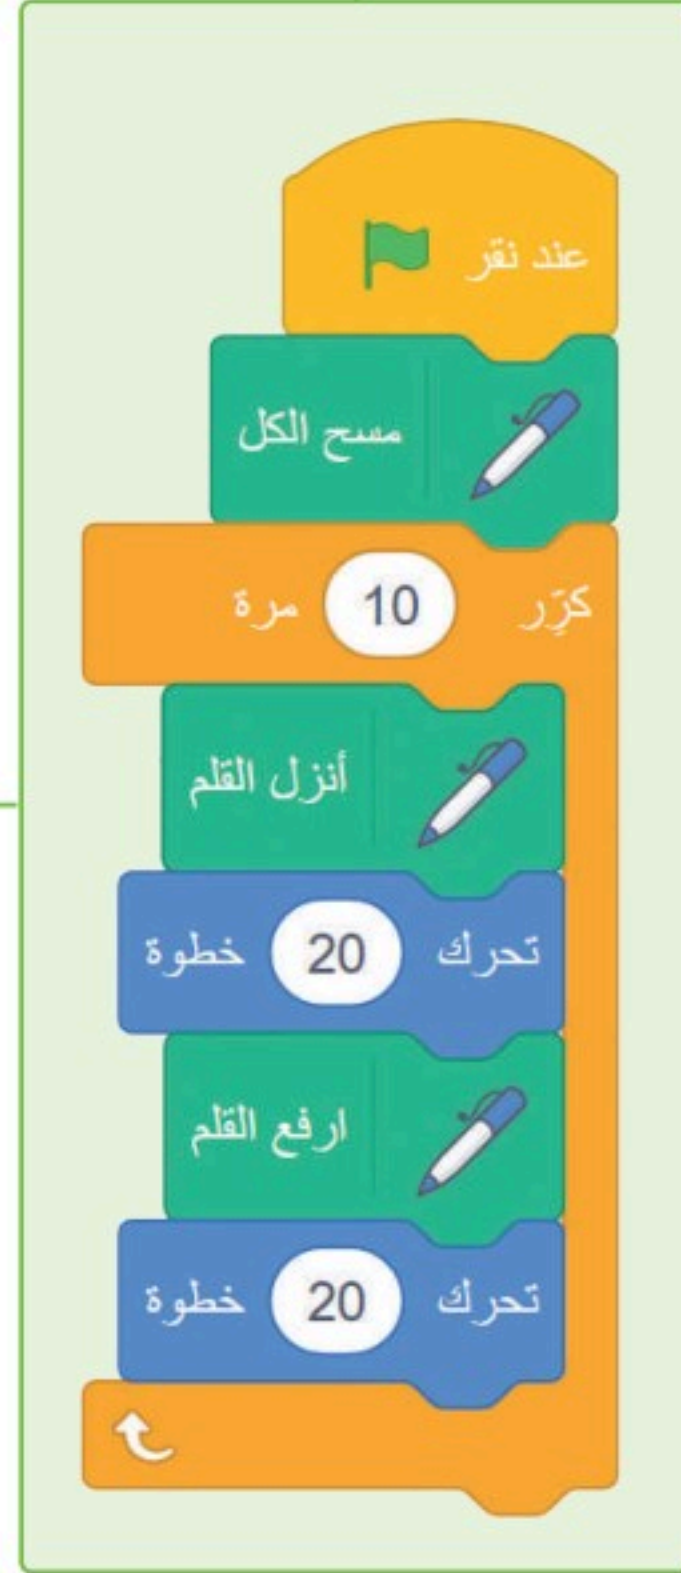 عند نقر
مسح الكل
كرِّر 10 مرة
أنزل القلم
تحرك 20 خطوة
ارفع القلم
تحرك 20 خطوة